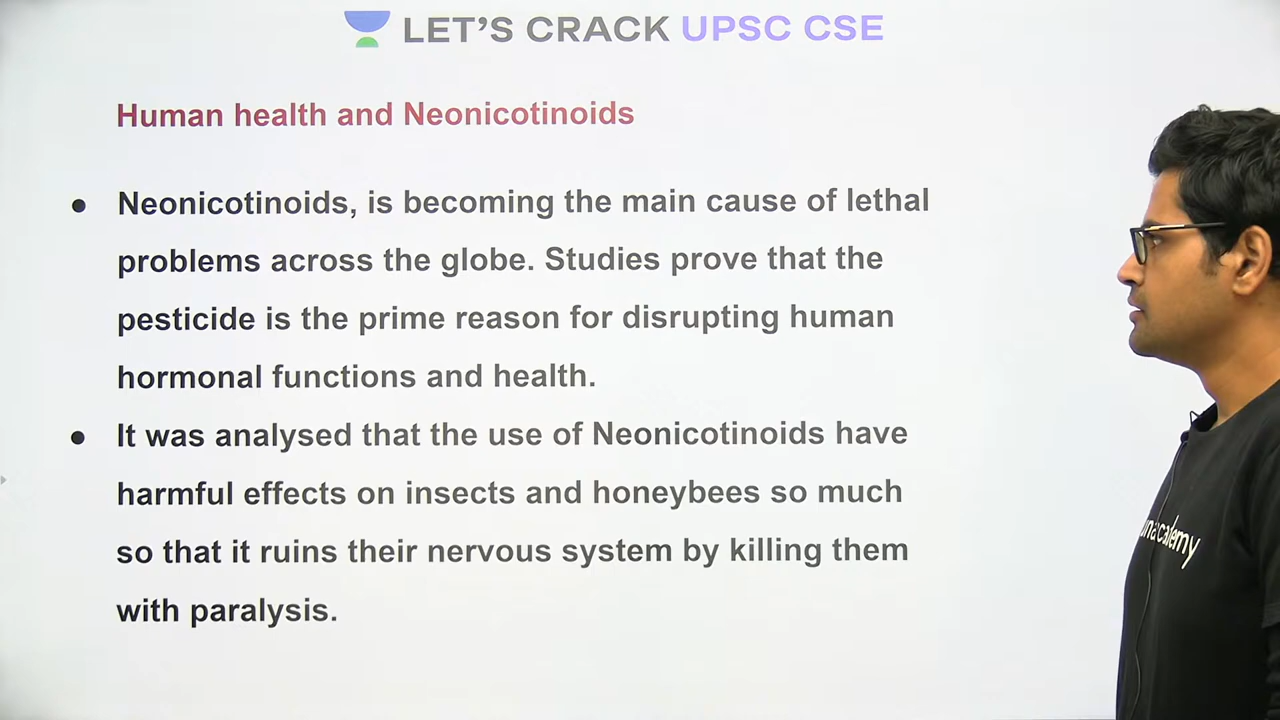 LET'S CRACK UPSC CSE
Human health and Neonicotinoids
● Neonicotinoids, is becoming the main cause of lethal
problems across the globe. Studies prove that the
pesticide is the prime reason for disrupting human
hormonal functions and health.
● It was analysed that the use of Neonicotinoids have
harmful effects on insects and honeybees so much
so that it ruins their nervous system by killing them
with paralysis.
unacademy